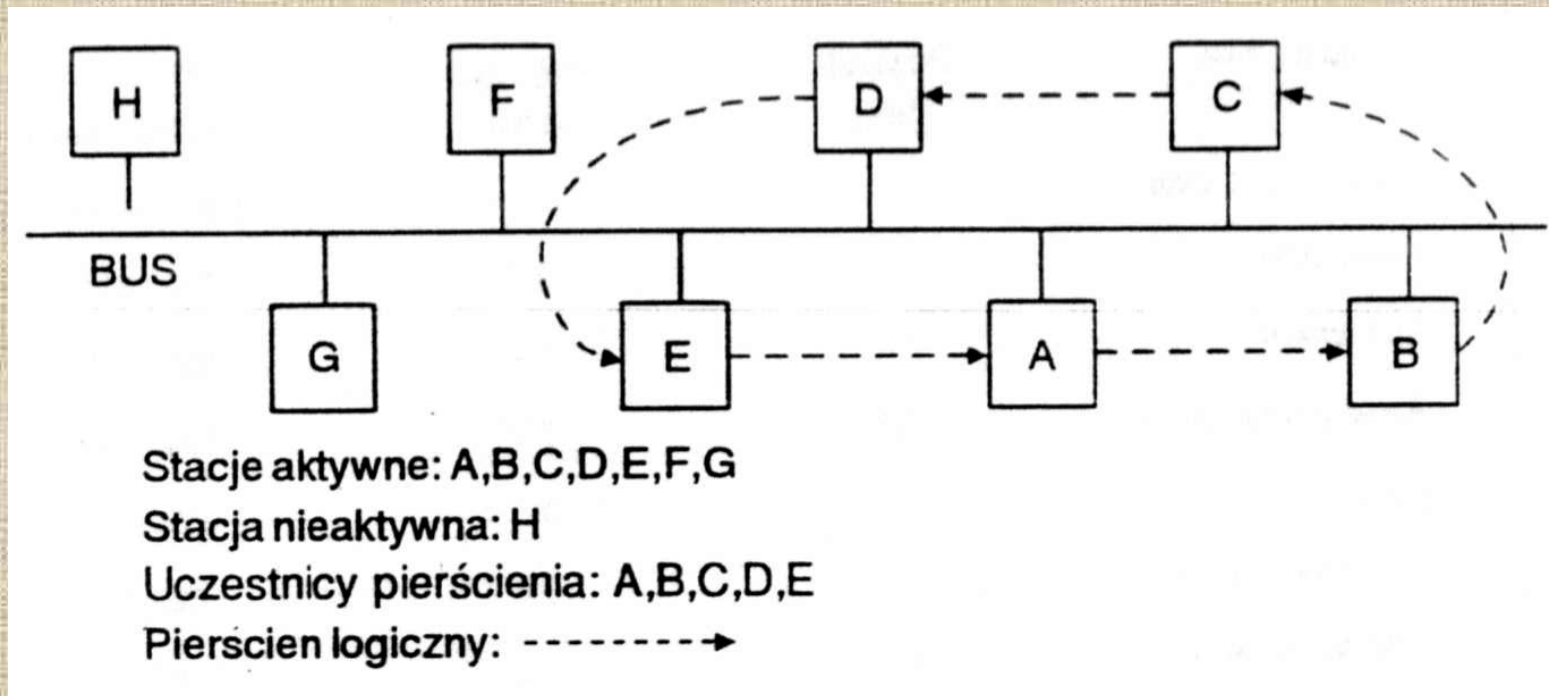 H
F
D
C
BUS
G
E
A
B
Stacje aktywne: A,B,C,D,E,F,G
Stacja nieaktywna: H
Uczestnicy pierścienia: A,B,C,D,E
Pierscien logiczny: